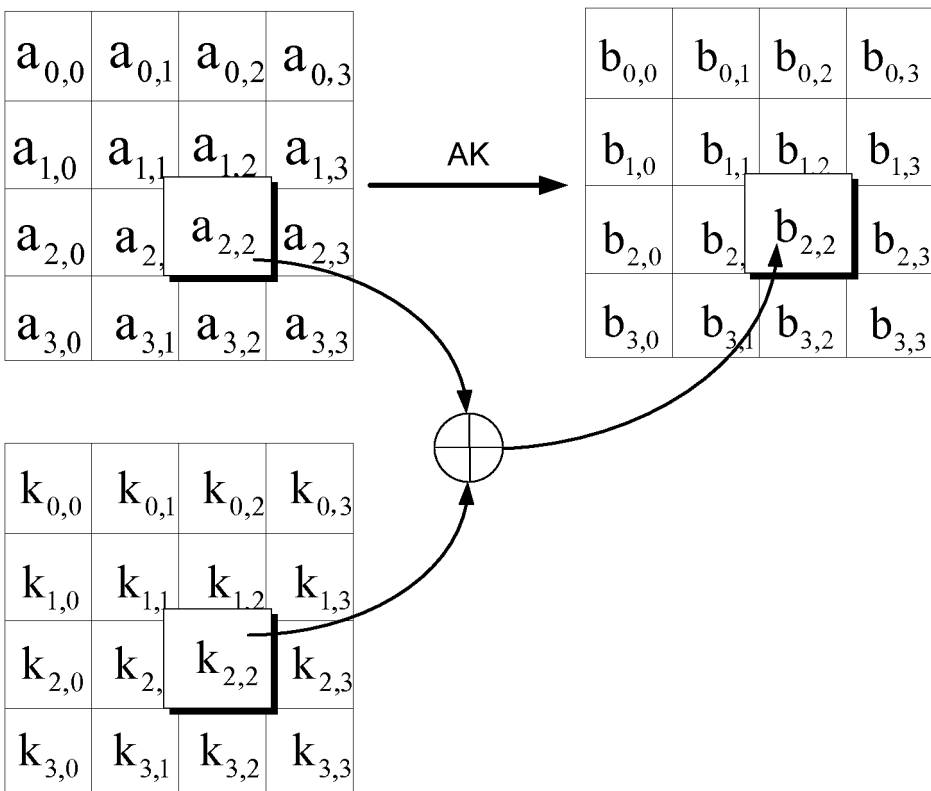 a0,0 a0,1 a0,2 a0,3
a1,0 a1,1 a1,2 a1,3
a2,0 a2, a2,2 a2,3
a3,0 a3,1 a3,2 a3,3
AK
b0,0 b0,1 b0,2 b0,3
b1,0 b1,1 b1,2 b1,3
b2,0 b2, b2,2 b2,3
b3,0 b3,1 b3,2 b3,3
k0,0 k0,1 k0,2 k0,3
k1,0 k1,1 k1,2 k1,3
k2,0 k2, k2,2 k2,3
k3,0 k3,1 k3,2 k3,3